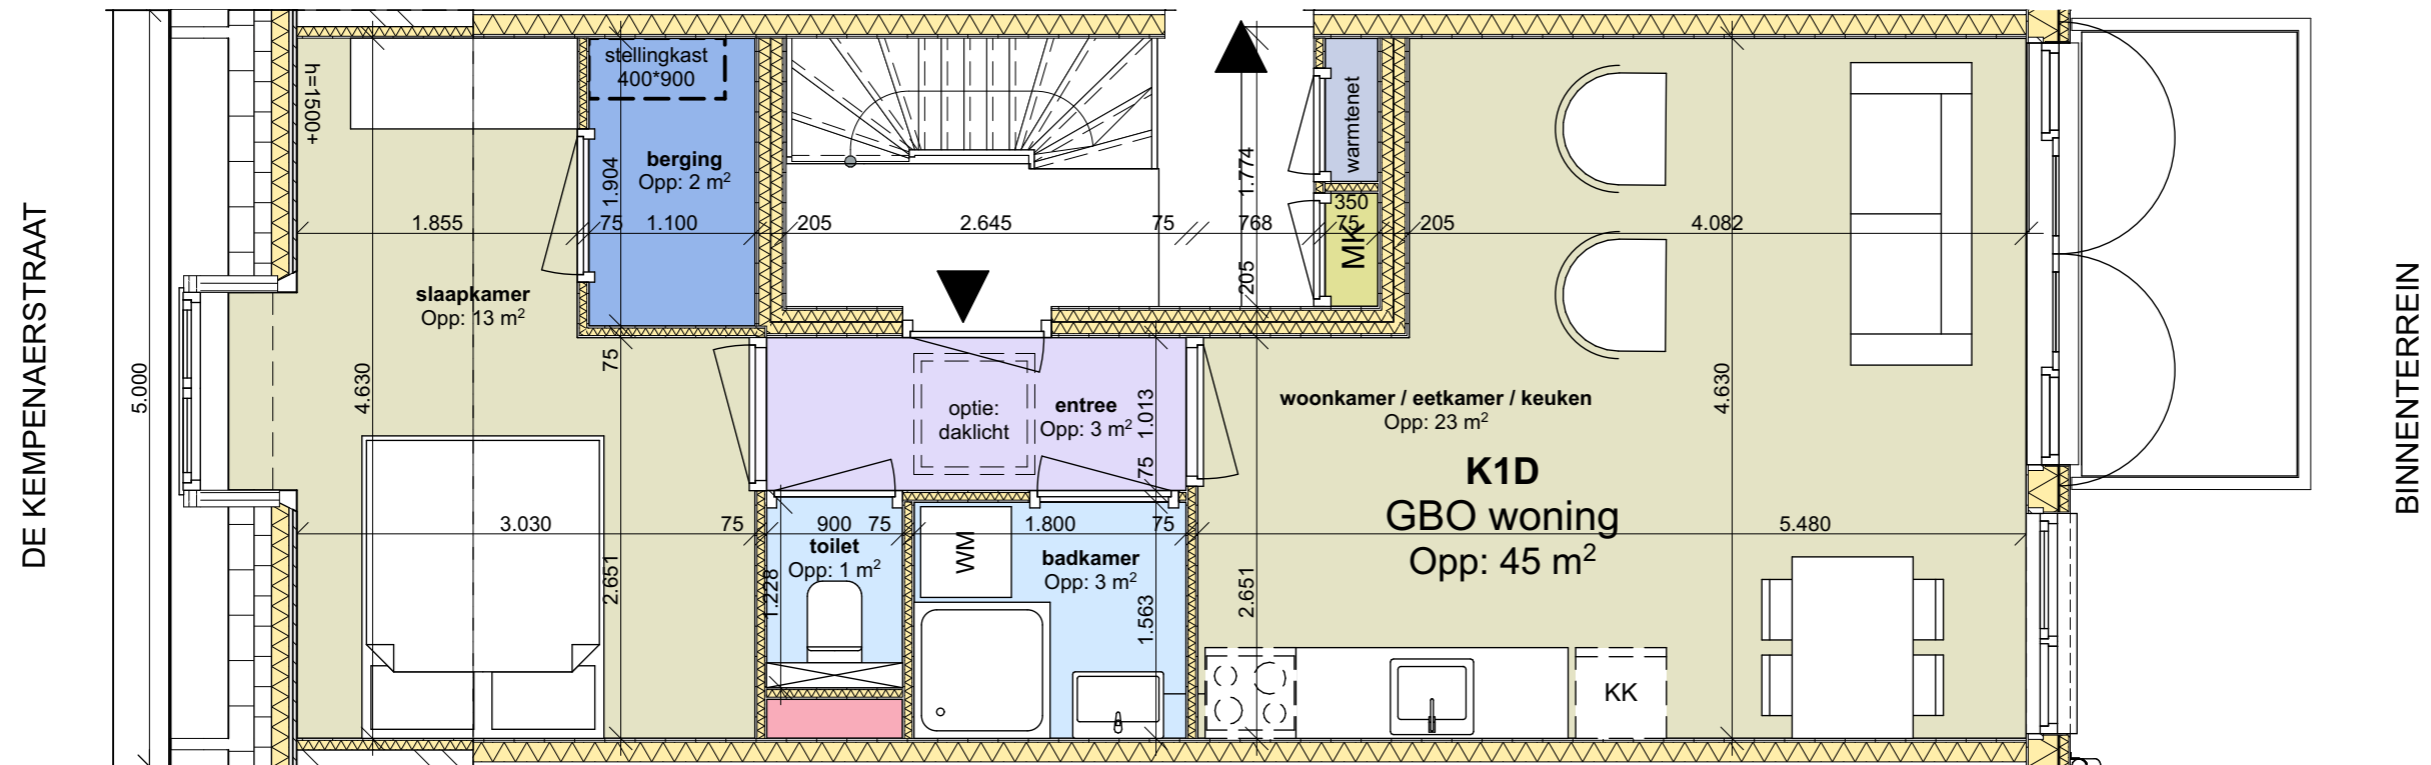 DE KEMPENAERSTRAAT
5.000
h=1500+
4.630
1.855
slaapkamer
Opp: 13 m²
3.030
2.651
75
stellingkast
400*900
berging
Opp: 2 m²
1.904
75
1.100
75
205
2.645
75
768
1.774
205
warmtenet
350
75
MK
205
4.082
optie:
daklicht
entree
Opp: 3 m²
1.013
75
900
75
toilet
Opp: 1 m²
1.228
WM
1.800
75
badkamer
Opp: 3 m²
1.563
woonkamer / eetkamer / keuken
Opp: 23 m²
4.630
K1D
GBO woning
Opp: 45 m²
5.480
2.651
KK
BINNENTERREIN